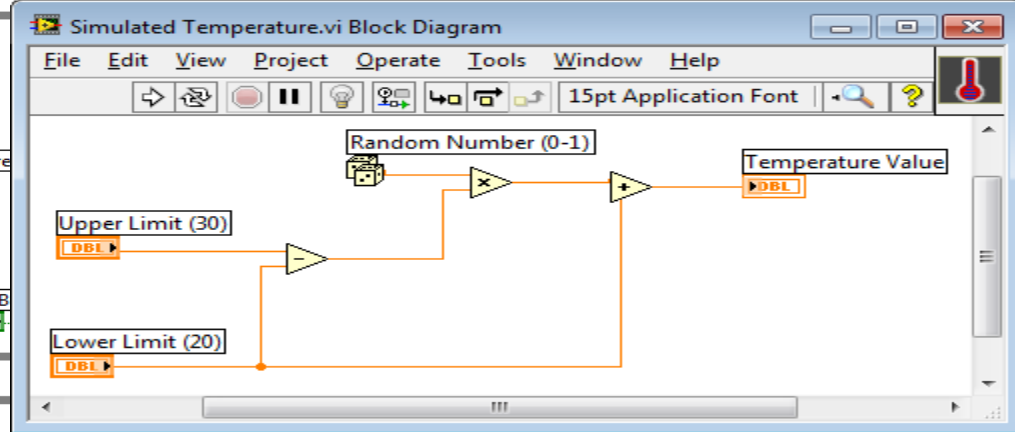 Simulated Temperature.vi Block Diagram
File Edit View Project Operate Tools Window Help
15pt Application Font
Random Number (0-1)
Temperature Value
DBL
Upper Limit (30)
DBL
Lower Limit (20)
DBL